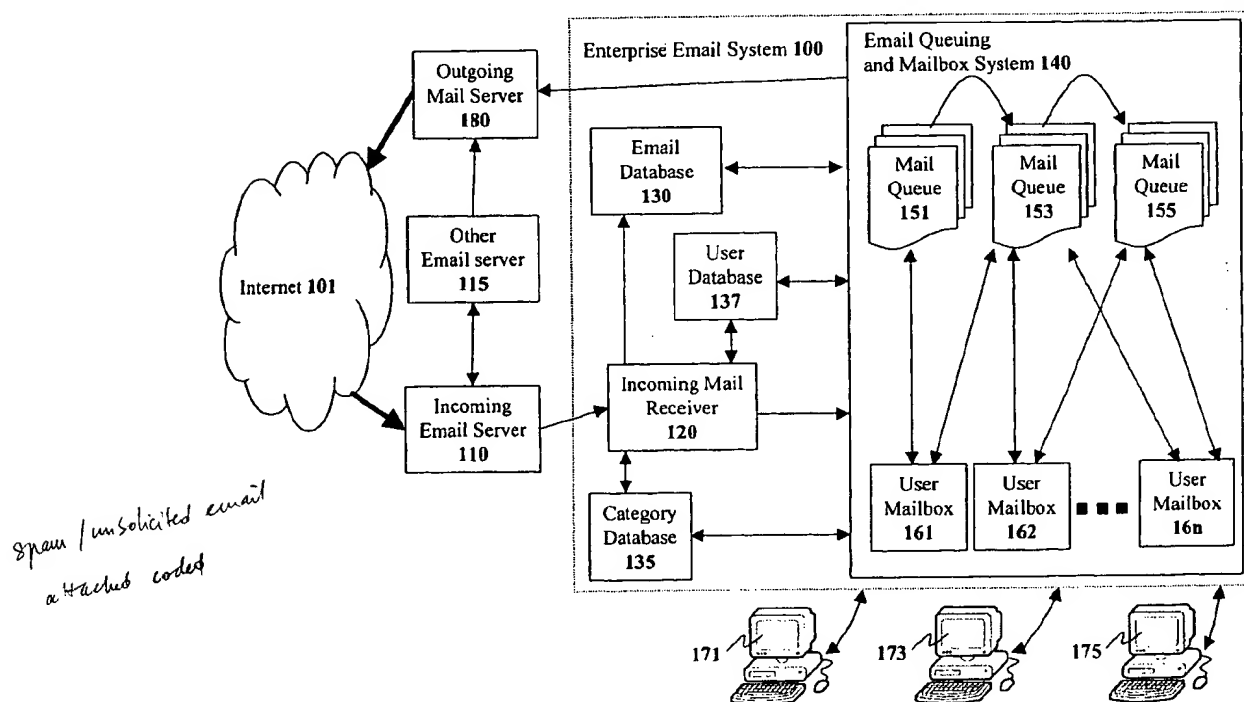 Enterprise Email System 100
Email Queuing
and Mailbox System 140
Outgoing
Mail Server
180
Email
Database
130
Mail
Queue
151
Mail
Queue
153
Mail
Queue
155
Other
Email server
115
User
Database
137
Internet 101
Incoming
Email Server
110
Incoming Mail
Receiver
120
Category
Database
135
User
Mailbox
161
User
Mailbox
162
User
Mailbox
16n
spam / unsolicited email
attached coded
171
173
175